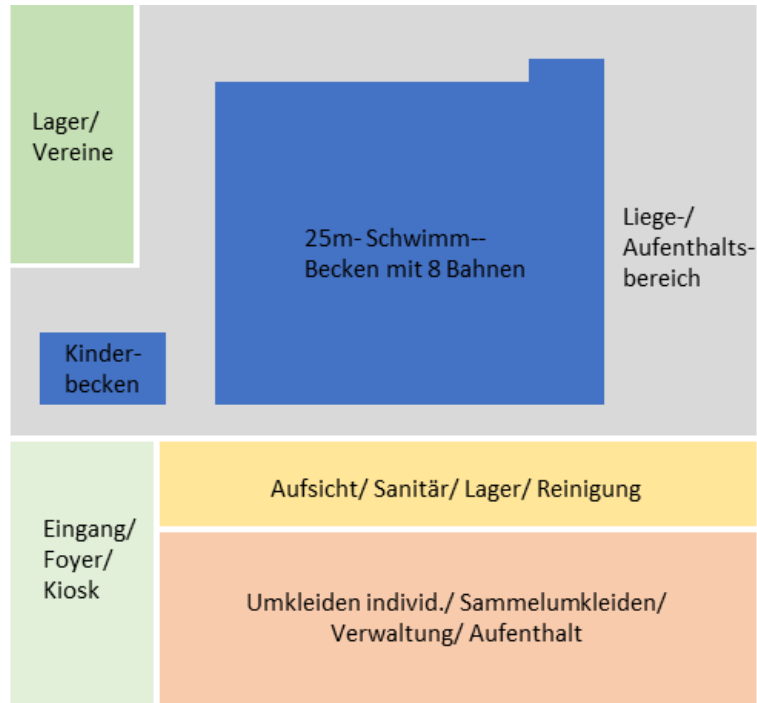 Lager/
Vereine
25m- Schwimm--
Becken mit 8 Bahnen
Liege-/
Aufenthalts-
bereich
Kinder-
becken
Aufsicht/ Sanitär/ Lager/ Reinigung
Eingang/
Foyer/
Kiosk
Umkleiden individ./ Sammelumkleiden/
Verwaltung/ Aufenthalt